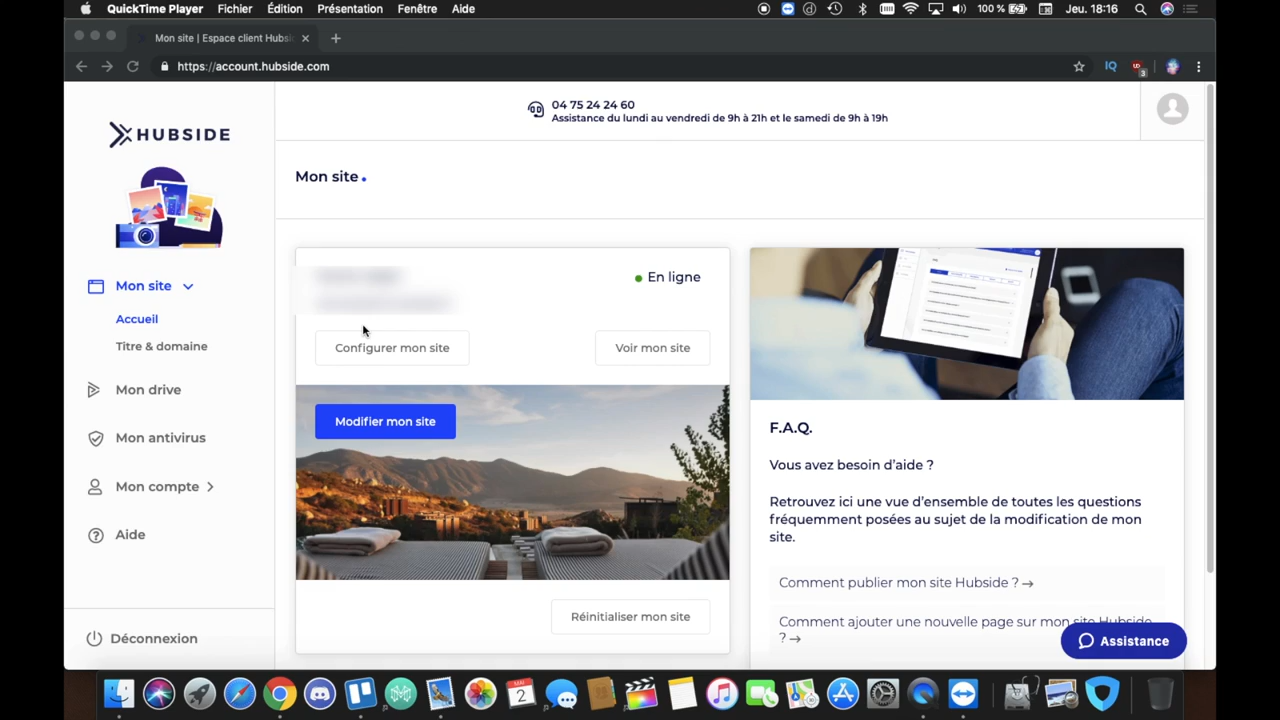 QuickTime Player Fichier Édition Présentation Fenêtre Aide 100 % Jeu. 18:16
Mon site | Espace client Hubsi
https://account.hubside.com
IQ
3
HUBSIDE
04 75 24 24 60
Assistance du lundi au vendredi de 9h à 21h et le samedi de 9h à 19h
Mon site
Mon site
Accueil
Titre & domaine
Mon drive
Mon antivirus
Mon compte
Aide
Déconnexion
En ligne
Configurer mon site
Voir mon site
Modifier mon site
Réinitialiser mon site
F.A.Q.
Vous avez besoin d'aide ?
Retrouvez ici une vue d'ensemble de toutes les questions
fréquemment posées au sujet de la modification de mon
site.
Comment publier mon site Hubside ? →
Comment ajouter une nouvelle page sur mon site Hubside
? →
Assistance
MAI
2